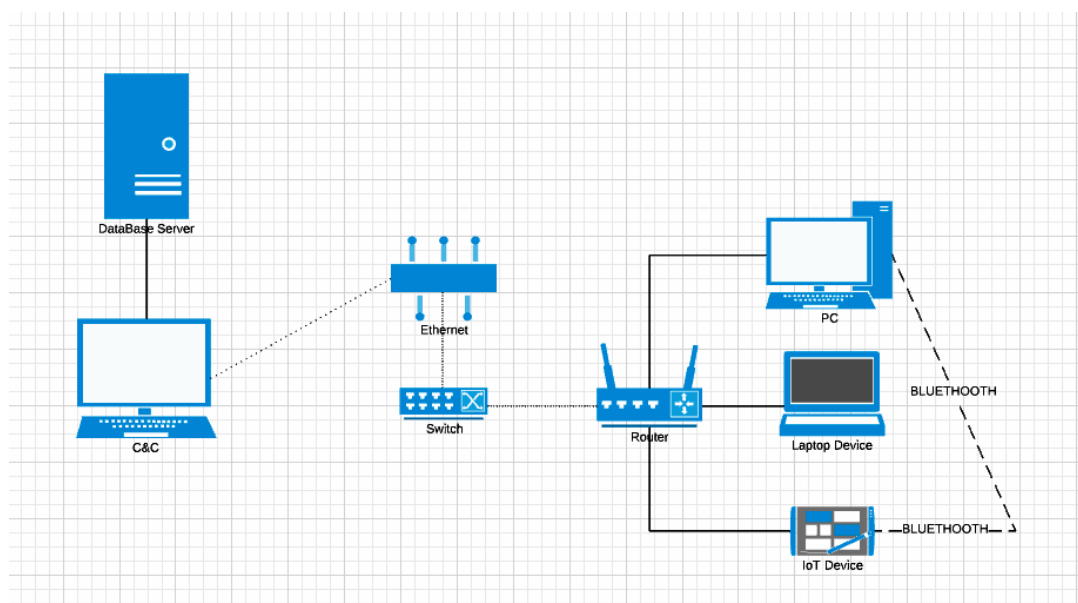 DataBase Server
Ethernet
PC
BLUETHOOTH
C&C
Switch
Router
Laptop Device
BLUETHOOTH
IoT Device